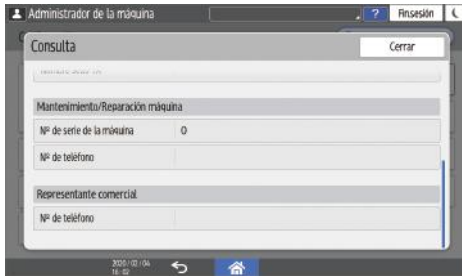 Administrador de la máquina
? Finsesión
Consulta
Cerrar
Mantenimiento/Reparación máquina
Nº de serie de la máquina 0
Nº de teléfono
Representante comercial
Nº de teléfono
2020/02/04
16:02